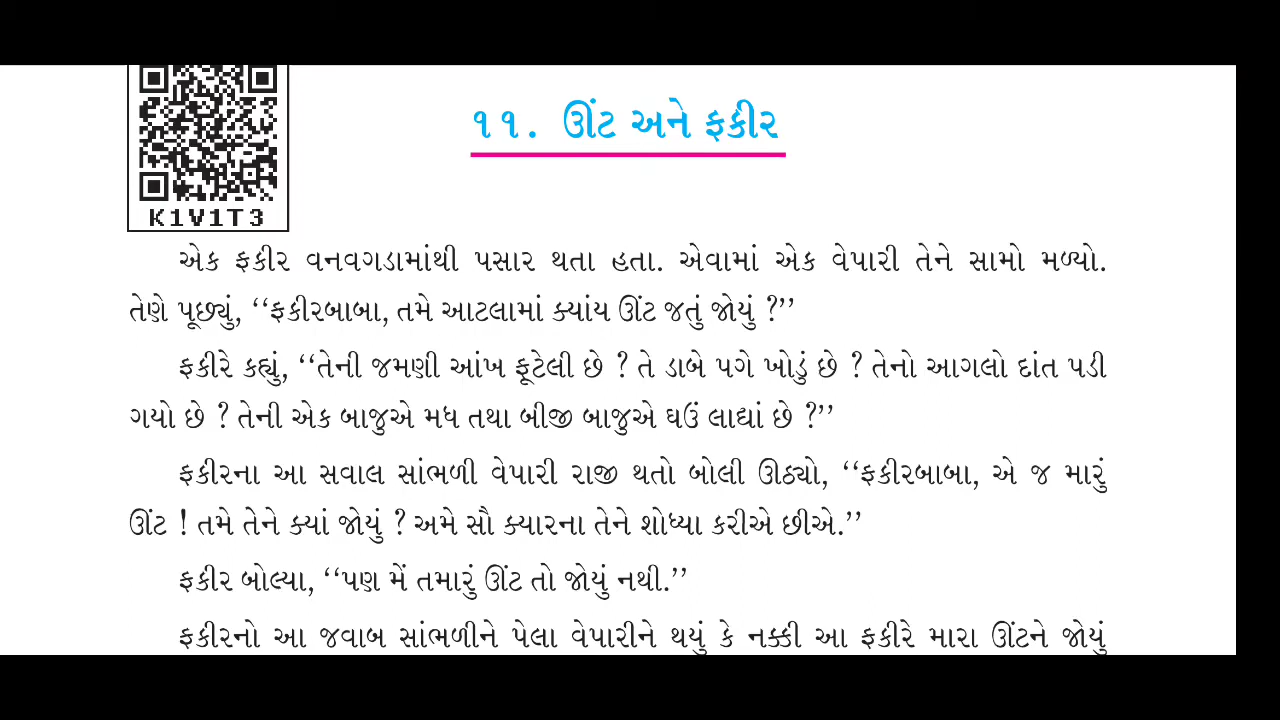 K1V1T3
૧૧. ઊંટ અને ફકીર
એક ફકીર વનવગડામાંથી પસાર થતા હતા. એવામાં એક વેપારી તેને સામો મળ્યો.
તેણે પૂછ્યું, ‘‘ફકીરબાબા, તમે આટલામાં ક્યાંય ઊંટ જતું જોયું ?’’
ફકીરે કહ્યું, ‘‘તેની જમણી આંખ ફૂટેલી છે ? તે ડાબે પગે ખોડું છે ? તેનો આગલો દાંત પડી
ગયો છે ? તેની એક બાજુએ મધ તથા બીજી બાજુએ ઘઉં લાદ્યાં છે ?’’
ફકીરના આ સવાલ સાંભળી વેપારી રાજી થતો બોલી ઊઠ્યો, ‘‘ફકીરબાબા, એ જ મારું
ઊંટ ! તમે તેને ક્યાં જોયું ? અમે સૌ ક્યારના તેને શોધ્યા કરીએ છીએ.’’
ફકીર બોલ્યા, ‘‘પણ મેં તમારું ઊંટ તો જોયું નથી.’’
ફકીરનો આ જવાબ સાંભળીને પેલા વેપારીને થયું કે નક્કી આ ફકીરે મારા ઊંટને જોયું